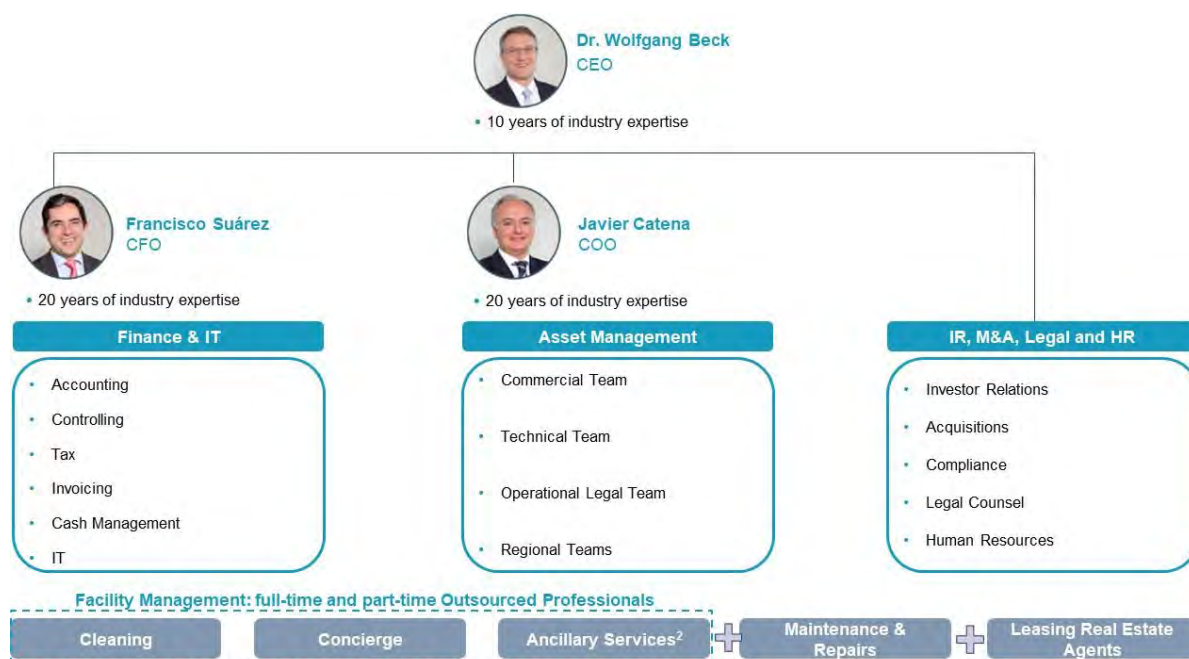 Dr. Wolfgang Beck
CEO
• 10 years of industry expertise
Francisco Suárez
CFO
• 20 years of industry expertise
Javier Catena
COO
• 20 years of industry expertise
Finance & IT
• Accounting
• Controlling
• Tax
• Invoicing
• Cash Management
• IT
Asset Management
• Commercial Team
• Technical Team
• Operational Legal Team
• Regional Teams
IR, M&A, Legal and HR
• Investor Relations
• Acquisitions
• Compliance
• Legal Counsel
• Human Resources
Facility Management: full-time and part-time Outsourced Professionals
Cleaning
Concierge
Ancillary Services²
Maintenance &
Repairs
Leasing Real Estate
Agents